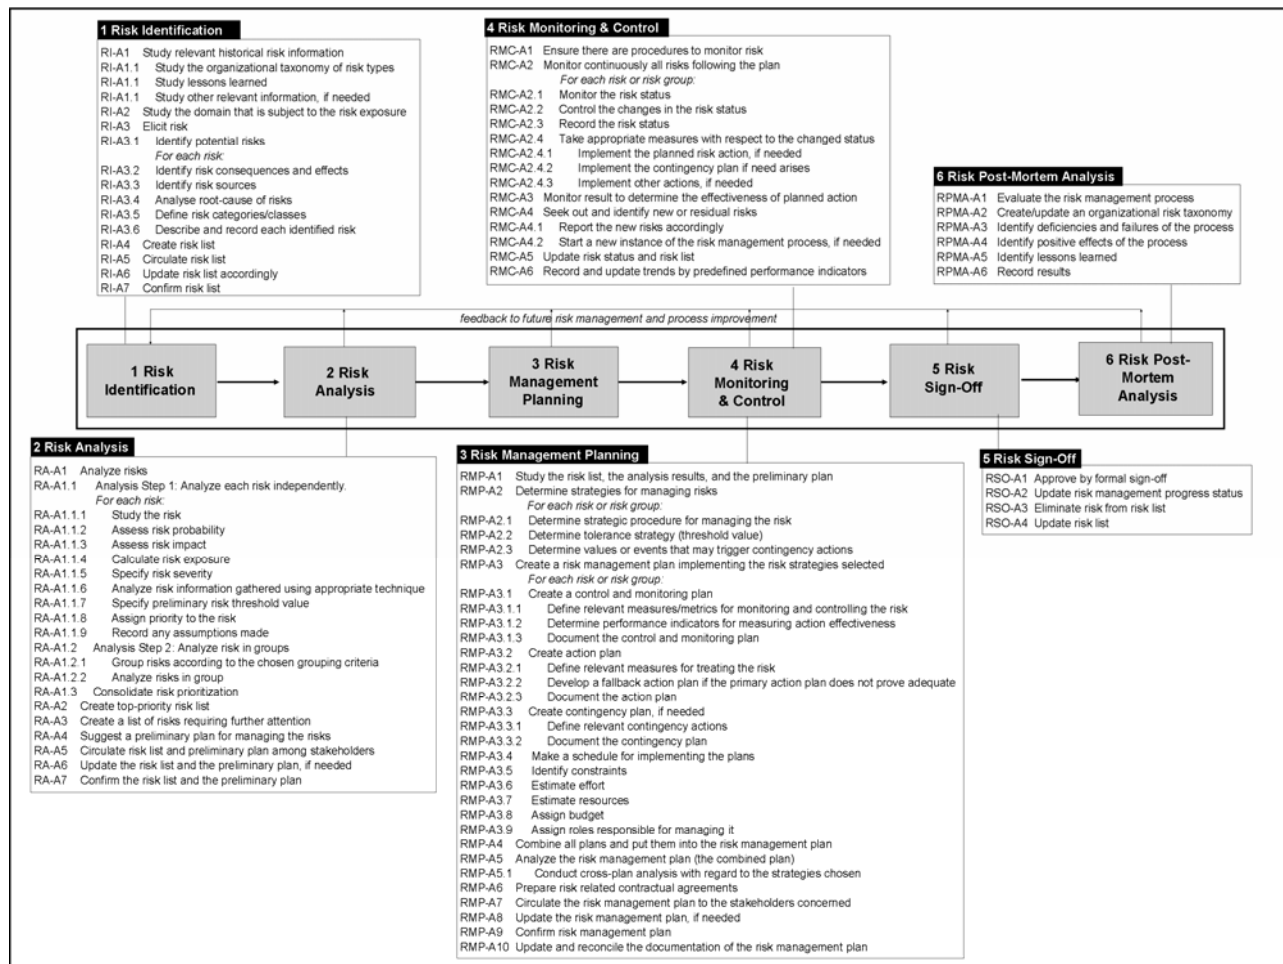 1 Risk Identification
RI-A1 Study relevant historical risk information
RI-A1.1 Study the organizational taxonomy of risk types
RI-A1.1 Study lessons learned
RI-A1.1 Study other relevant information, if needed
RI-A2 Study the domain that is subject to the risk exposure
RI-A3 Elicit risk
RI-A3.1 Identify potential risks
For each risk:
RI-A3.2 Identify risk consequences and effects
RI-A3.3 Identify risk sources
RI-A3.4 Analyse root-cause of risks
RI-A3.5 Define risk categories/classes
RI-A3.6 Describe and record each identified risk
RI-A4 Create risk list
RI-A5 Circulate risk list
RI-A6 Update risk list accordingly
RI-A7 Confirm risk list
4 Risk Monitoring & Control
RMC-A1 Ensure there are procedures to monitor risk
RMC-A2 Monitor continuously all risks following the plan
For each risk or risk group:
RMC-A2.1 Monitor the risk status
RMC-A2.2 Control the changes in the risk status
RMC-A2.3 Record the risk status
RMC-A2.4 Take appropriate measures with respect to the changed status
RMC-A2.4.1 Implement the planned risk action, if needed
RMC-A2.4.2 Implement the contingency plan if need arises
RMC-A2.4.3 Implement other actions, if needed
RMC-A3 Monitor result to determine the effectiveness of planned action
RMC-A4 Seek out and identify new or residual risks
RMC-A4.1 Report the new risks accordingly
RMC-A4.2 Start a new instance of the risk management process, if needed
RMC-A5 Update risk status and risk list
RMC-A6 Record and update trends by predefined performance indicators
6 Risk Post-Mortem Analysis
RPMA-A1 Evaluate the risk management process
RPMA-A2 Create/update an organizational risk taxonomy
RPMA-A3 Identify deficiencies and failures of the process
RPMA-A4 Identify positive effects of the process
RPMA-A5 Identify lessons learned
RPMA-A6 Record results
feedback to future risk management and process improvement
1 Risk
Identification
2 Risk
Analysis
3 Risk
Management
Planning
4 Risk
Monitoring
& Control
5 Risk
Sign-Off
6 Risk Post-
Mortem
Analysis
2 Risk Analysis
RA-A1 Analyze risks
RA-A1.1 Analysis Step 1: Analyze each risk independently.
For each risk:
RA-A1.1.1 Study the risk
RA-A1.1.2 Assess risk probability
RA-A1.1.3 Assess risk impact
RA-A1.1.4 Calculate risk exposure
RA-A1.1.5 Specify risk severity
RA-A1.1.6 Analyze risk information gathered using appropriate technique
RA-A1.1.7 Specify preliminary risk threshold value
RA-A1.1.8 Assign priority to the risk
RA-A1.1.9 Record any assumptions made
RA-A1.2 Analysis Step 2: Analyze risk in groups
RA-A1.2.1 Group risks according to the chosen grouping criteria
RA-A1.2.2 Analyze risks in group
RA-A1.3 Consolidate risk prioritization
RA-A2 Create top-priority risk list
RA-A3 Create a list of risks requiring further attention
RA-A4 Suggest a preliminary plan for managing the risks
RA-A5 Circulate risk list and preliminary plan among stakeholders
RA-A6 Update the risk list and the preliminary plan, if needed
RA-A7 Confirm the risk list and the preliminary plan
3 Risk Management Planning
RMP-A1 Study the risk list, the analysis results, and the preliminary plan
RMP-A2 Determine strategies for managing risks
For each risk or risk group:
RMP-A2.1 Determine strategic procedure for managing the risk
RMP-A2.2 Determine tolerance strategy (threshold value)
RMP-A2.3 Determine values or events that may trigger contingency actions
RMP-A3 Create a risk management plan implementing the risk strategies selected
For each risk or risk group:
RMP-A3.1 Create a control and monitoring plan
RMP-A3.1.1 Define relevant measures/metrics for monitoring and controlling the risk
RMP-A3.1.2 Determine performance indicators for measuring action effectiveness
RMP-A3.1.3 Document the control and monitoring plan
RMP-A3.2 Create action plan
RMP-A3.2.1 Define relevant measures for treating the risk
RMP-A3.2.2 Develop a fallback action plan if the primary action plan does not prove adequate
RMP-A3.2.3 Document the action plan
RMP-A3.3 Create contingency plan, if needed
RMP-A3.3.1 Define relevant contingency actions
RMP-A3.3.2 Document the contingency plan
RMP-A3.4 Make a schedule for implementing the plans
RMP-A3.5 Identify constraints
RMP-A3.6 Estimate effort
RMP-A3.7 Estimate resources
RMP-A3.8 Assign budget
RMP-A3.9 Assign roles responsible for managing it
RMP-A4 Combine all plans and put them into the risk management plan
RMP-A5 Analyze the risk management plan (the combined plan)
RMP-A5.1 Conduct cross-plan analysis with regard to the strategies chosen
RMP-A6 Prepare risk related contractual agreements
RMP-A7 Circulate the risk management plan to the stakeholders concerned
RMP-A8 Update the risk management plan, if needed
RMP-A9 Confirm risk management plan
RMP-A10 Update and reconcile the documentation of the risk management plan
5 Risk Sign-Off
RSO-A1 Approve by formal sign-off
RSO-A2 Update risk management progress status
RSO-A3 Eliminate risk from risk list
RSO-A4 Update risk list